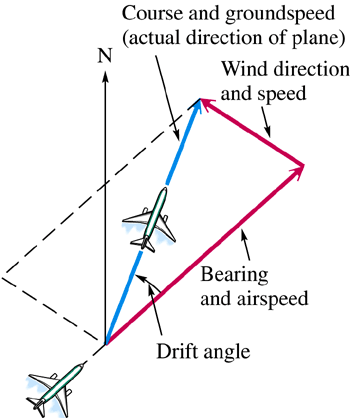 Course and groundspeed
(actual direction of plane)
N
Wind direction
and speed
Bearing
and airspeed
Drift angle